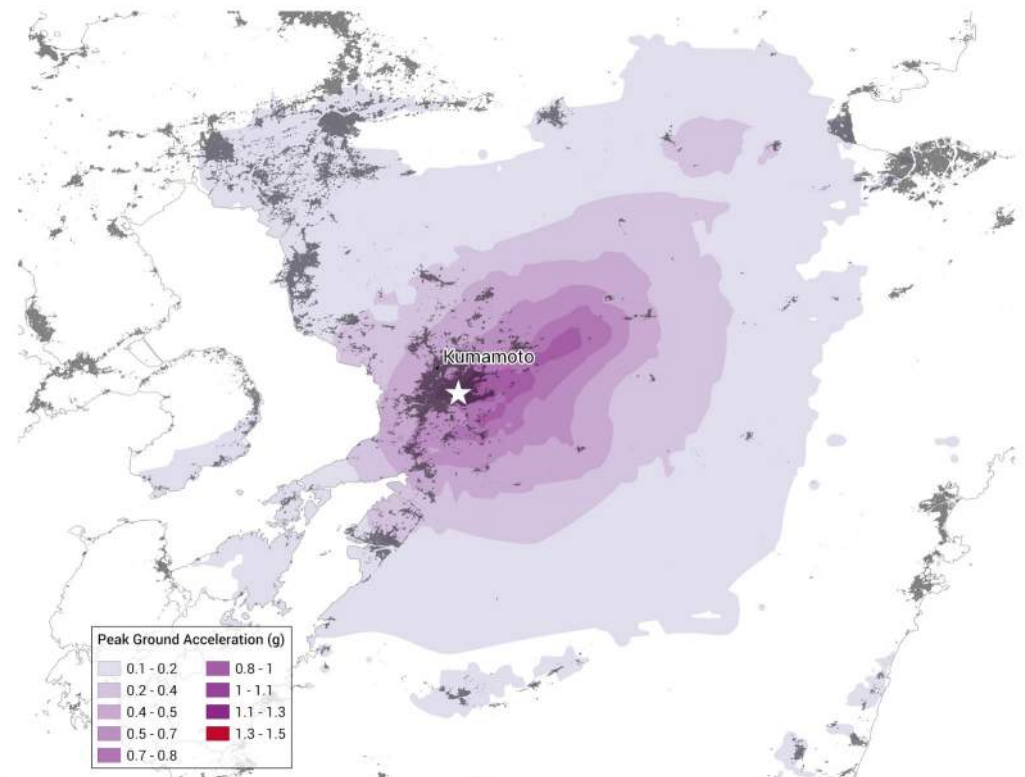 Kumamoto
Peak Ground Acceleration (g)
0.1 - 0.2
0.2 - 0.4
0.4 - 0.5
0.5 - 0.7
0.7 - 0.8
0.8 - 1
1 - 1.1
1.1 - 1.3
1.3 - 1.5